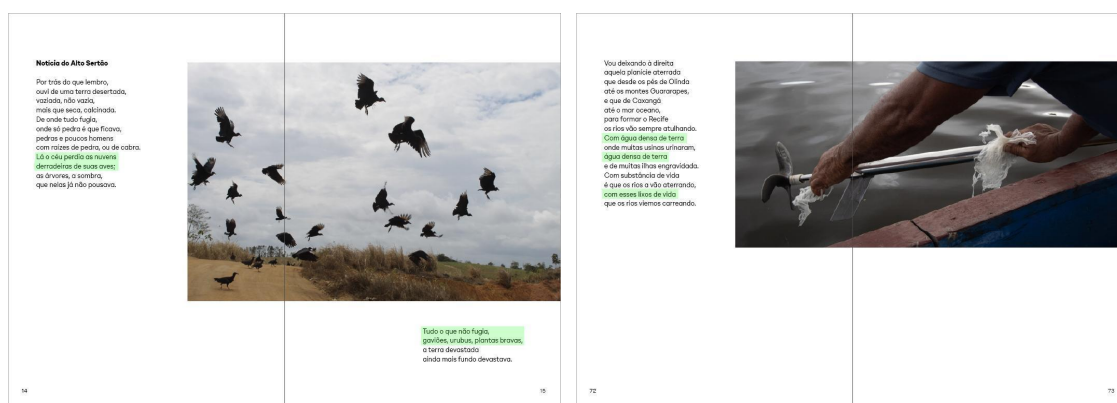 Notícia do Alto Sertão
Por trás do que lembro,
ouvi de uma terra desertada,
vaziada, não vazia,
mais que seca, calcinada.
De onde tudo fugia,
onde só pedra é que ficava,
pedras e poucos homens
com raízes de pedra, ou de cabra.
Lá o céu perdia as nuvens
derradeiras de suas aves;
as árvores, a sombra,
que nelas já não pousava.
Tudo o que não fugia,
gaviões, urubus, plantas bravas,
a terra devastada
ainda mais fundo devastava.
14
15
Vou deixando à direita
aquela planície aterrada
que desde os pés de Olinda
até os montes Guararapes,
e que de Caxangá
até o mar oceano,
para formar o Recife
os rios vão sempre atulhando.
Com água densa de terra
onde muitas usinas urinaram,
água densa de terra
e de muitas ilhas engravidada.
Com substância de vida
é que os rios a vão aterrando,
com esses lixos de vida
que os rios viemos carreando.
72
73